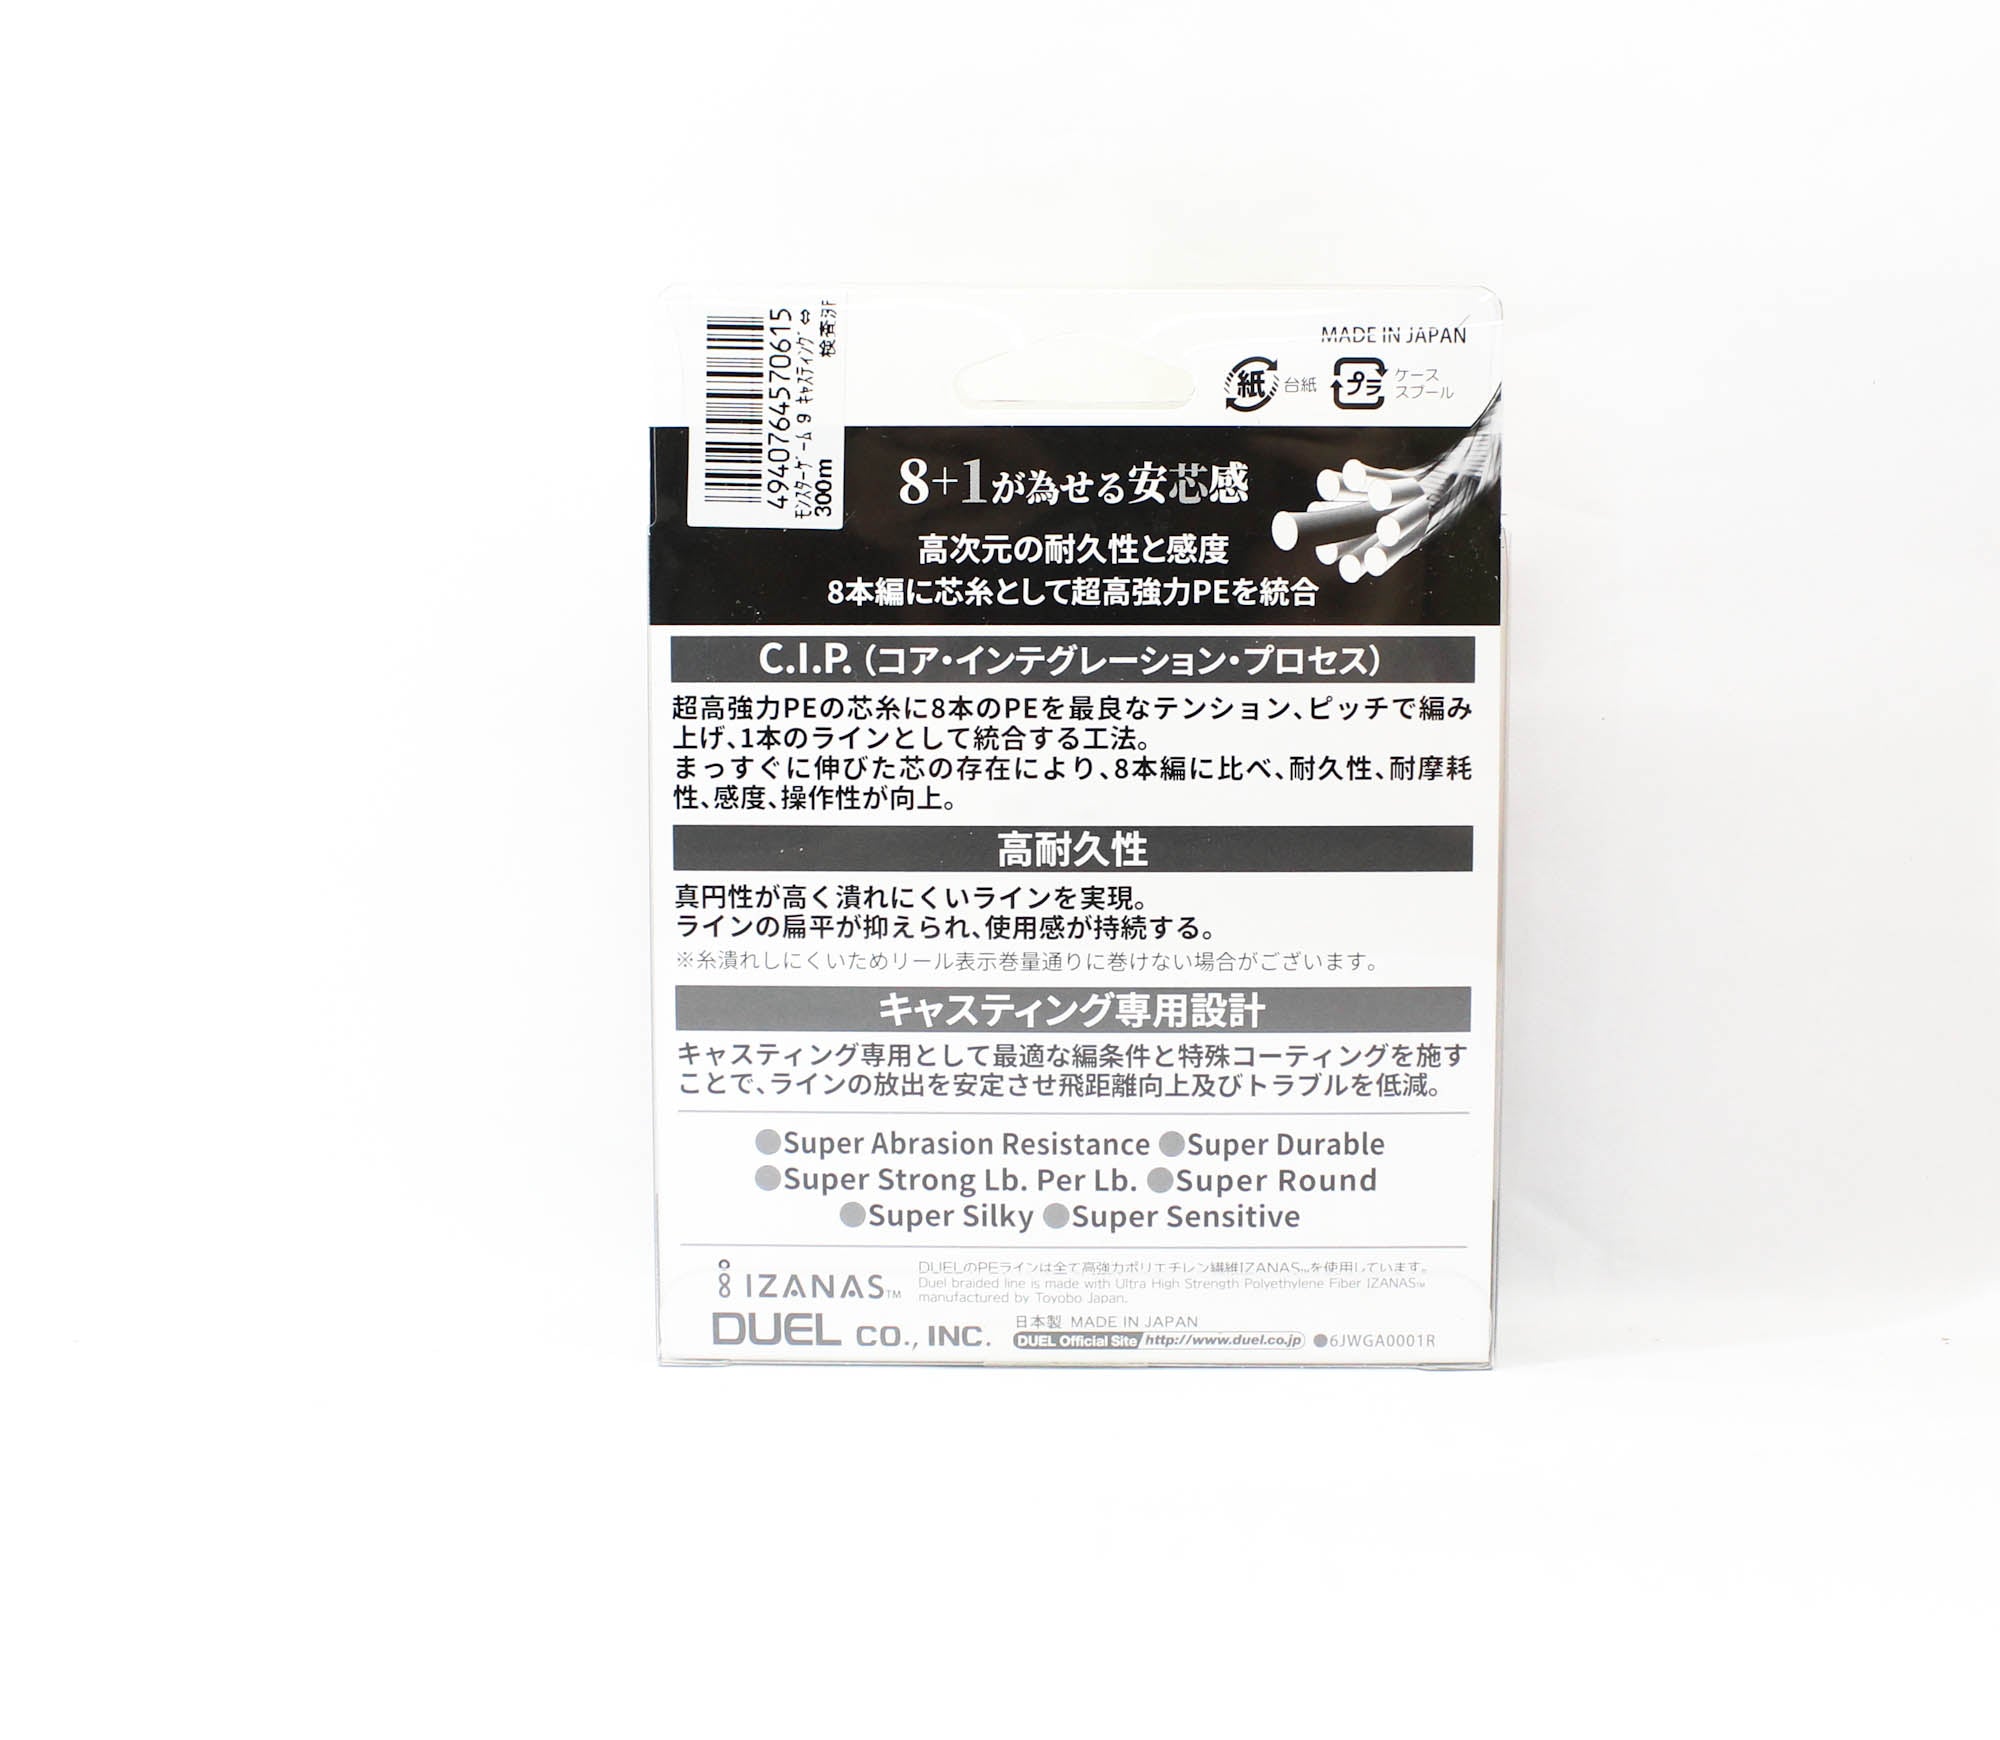 4940764570615
モンスターゲーム 9 キャスティング ⇔
300m
MADE IN JAPAN
紙 台紙 プラ ケース
スプール
8+1が為せる安芯感
高次元の耐久性と感度
8本編に芯糸として超高強力PEを統合
C.I.P.(コア・インテグレーション・プロセス)
超高強力PEの芯糸に8本のPEを最良なテンション、ピッチで編み
上げ、1本のラインとして統合する工法。
まっすぐに伸びた芯の存在により、8本編に比べ、耐久性、耐摩耗
性、感度、操作性が向上。
高耐久性
真円性が高く潰れにくいラインを実現。
ラインの扁平が抑えられ、使用感が持続する。
※糸潰れしにくいためリール表示巻量通りに巻けない場合がございます。
キャスティング専用設計
キャスティング専用として最適な編条件と特殊コーティングを施す
ことで、ラインの放出を安定させ飛距離向上及びトラブルを低減。
●Super Abrasion Resistance ●Super Durable
●Super Strong Lb. Per Lb. ●Super Round
●Super Silky ●Super Sensitive
IZANAS™
DUELのPEラインは全て高強力ポリエチレン繊維IZANAS™を使用しています。
Duel braided line is made with Ultra High Strength Polyethylene Fiber IZANAS™
manufactured by Toyobo Japan.
DUEL CO., INC.
日本製 MADE IN JAPAN
DUEL Official Site http://www.duel.co.jp ●6JWGA0001R